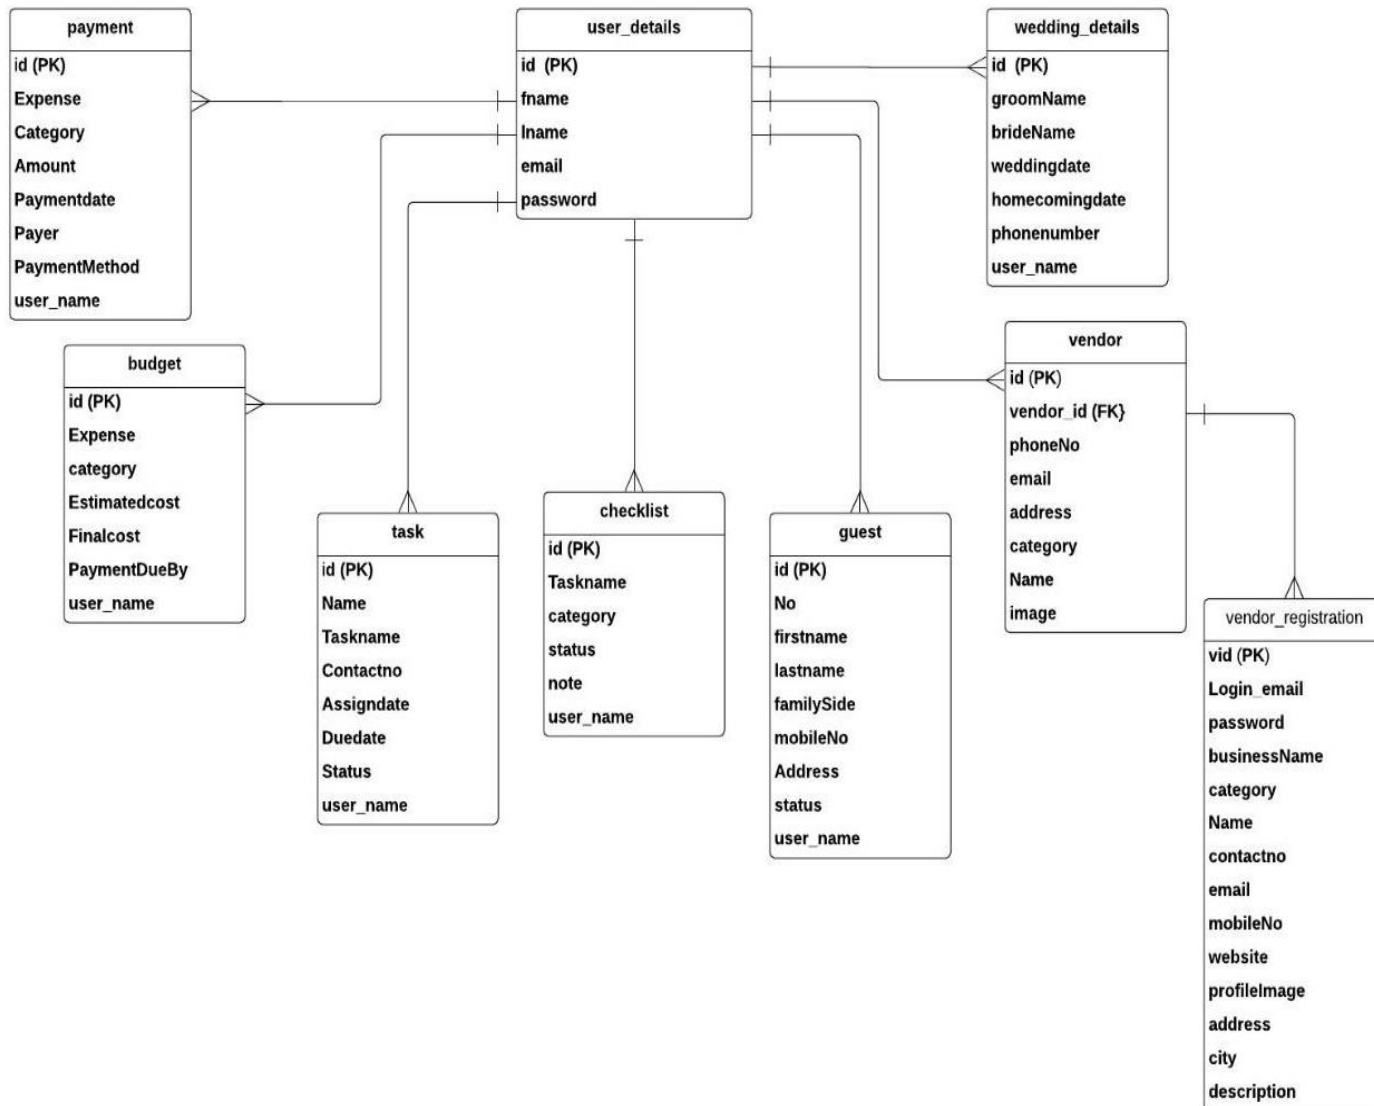 payment
id (PK)
Expense
Category
Amount
Paymentdate
Payer
PaymentMethod
user_name
user_details
id (PK)
fname
lname
email
password
wedding_details
id (PK)
groomName
brideName
weddingdate
homecomingdate
phonenumber
user_name
budget
id (PK)
Expense
category
Estimatedcost
Finalcost
PaymentDueBy
user_name
task
id (PK)
Name
Taskname
Contactno
Assigndate
Duedate
Status
user_name
checklist
id (PK)
Taskname
category
status
note
user_name
guest
id (PK)
No
firstname
lastname
familySide
mobileNo
Address
status
user_name
vendor
id (PK)
vendor_id (FK}
phoneNo
email
address
category
Name
image
vendor_registration
vid (PK)
Login_email
password
businessName
category
Name
contactno
email
mobileNo
website
profileImage
address
city
description